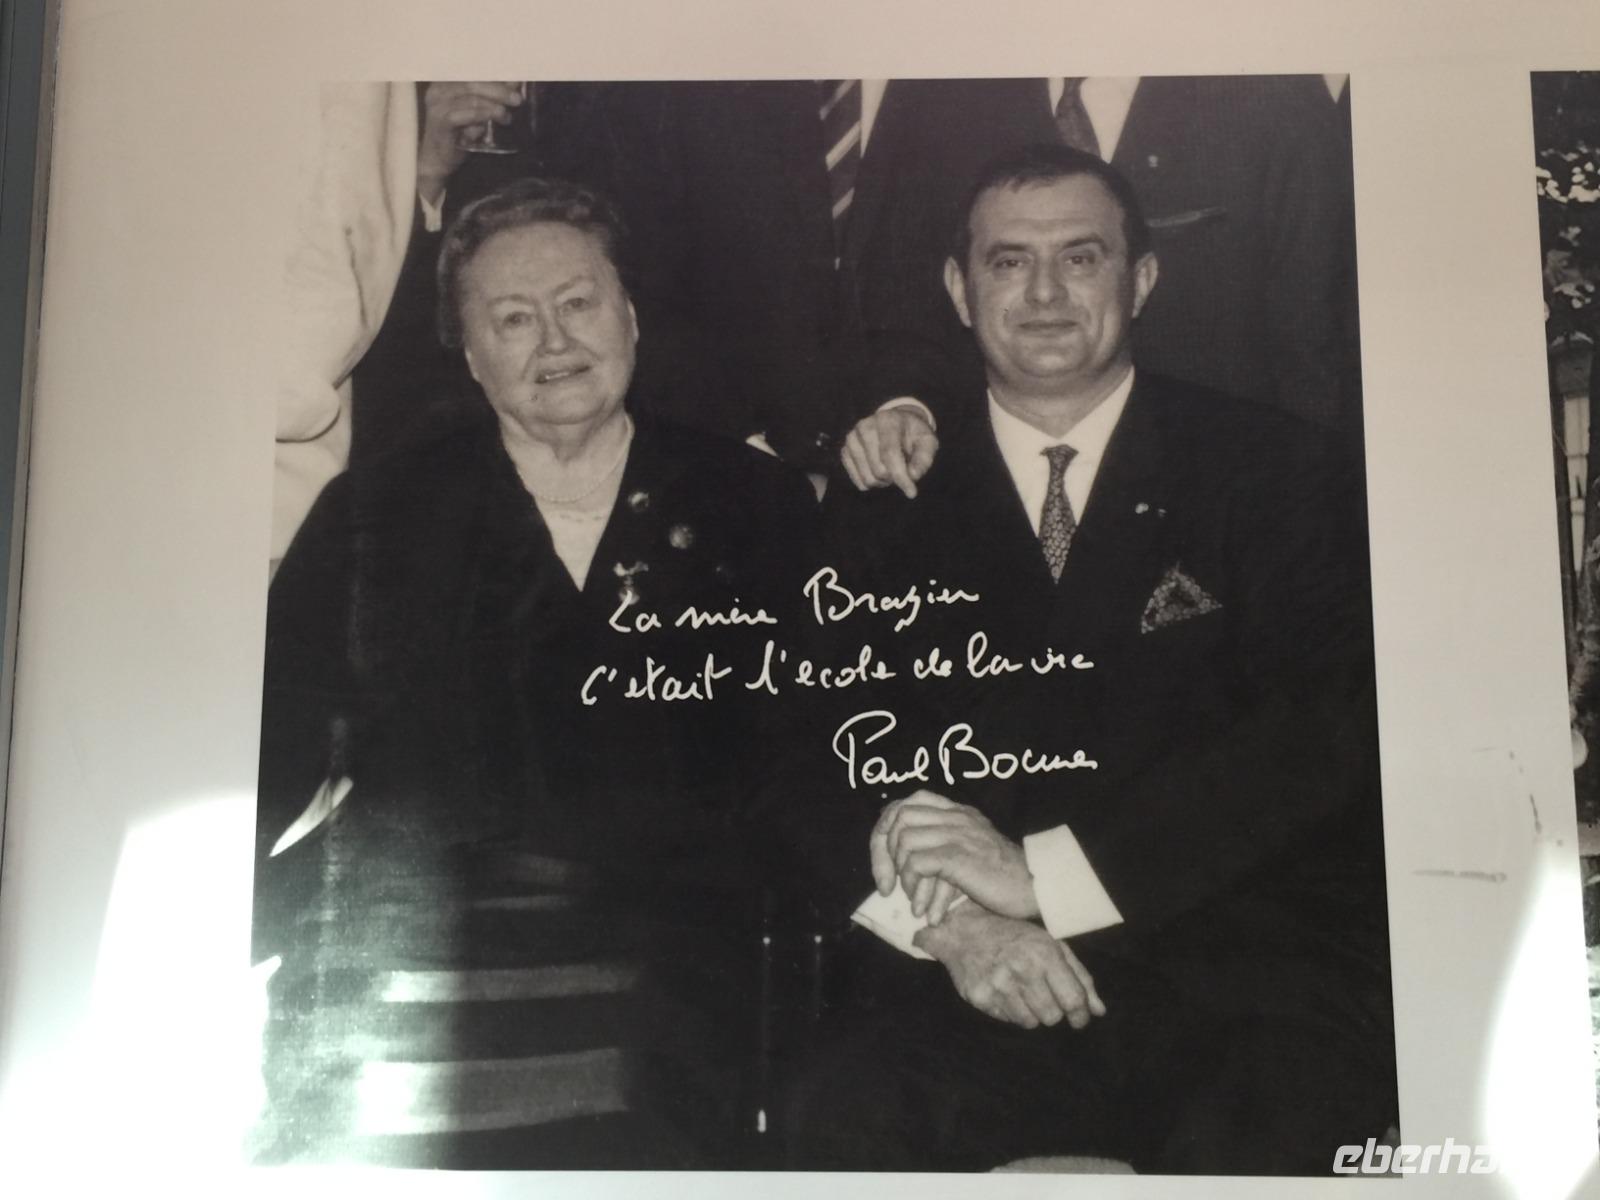 La mère Brazier
C'etait l'ecole de la vie
Paul Bocuse
eberha